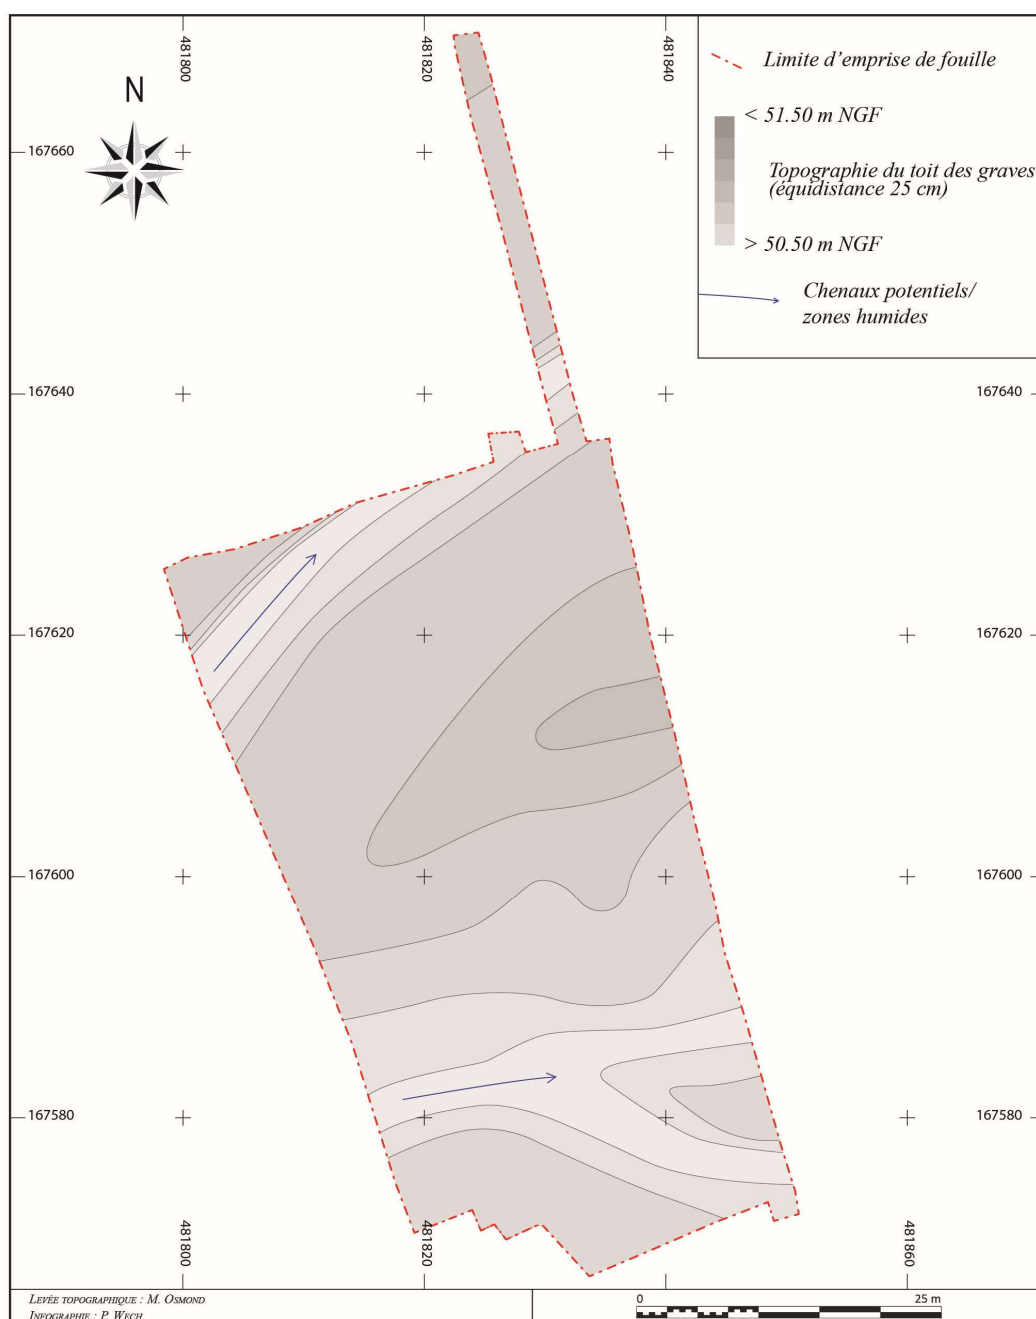 481800
481820
481840
N
Limite d'emprise de fouille
< 51.50 m NGF
Topographie du toit des graves
(équidistance 25 cm)
> 50.50 m NGF
Chenaux potentiels/
zones humides
167660
167640
167640
167620
167620
167600
167600
167580
167580
481800
481820
481860
LEVÉE TOPOGRAPHIQUE : M. OSMOND
INFOGRAPHIE : P. WECH
0
25 m